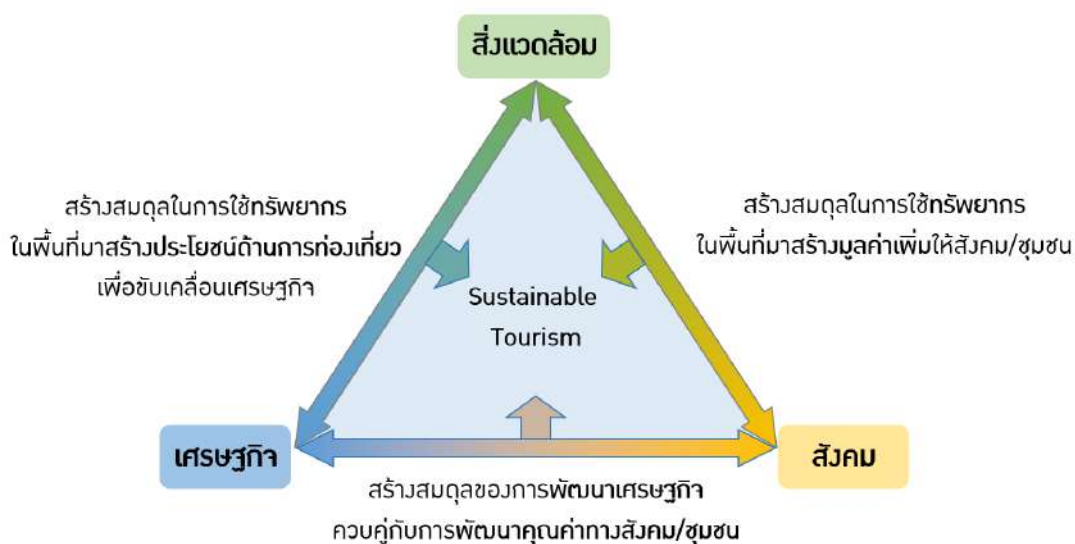 สิ่งแวดล้อม
สร้างสมดุลในการใช้ทรัพยากร
ในพื้นที่มาสร้างประโยชน์ด้านการท่องเที่ยว
เพื่อขับเคลื่อนเศรษฐกิจ
สร้างสมดุลในการใช้ทรัพยากร
ในพื้นที่มาสร้างมูลค่าเพิ่มให้สังคม/ชุมชน
Sustainable
Tourism
เศรษฐกิจ
สังคม
สร้างสมดุลของการพัฒนาเศรษฐกิจ
ควบคู่กับการพัฒนาคุณค่าทางสังคม/ชุมชน